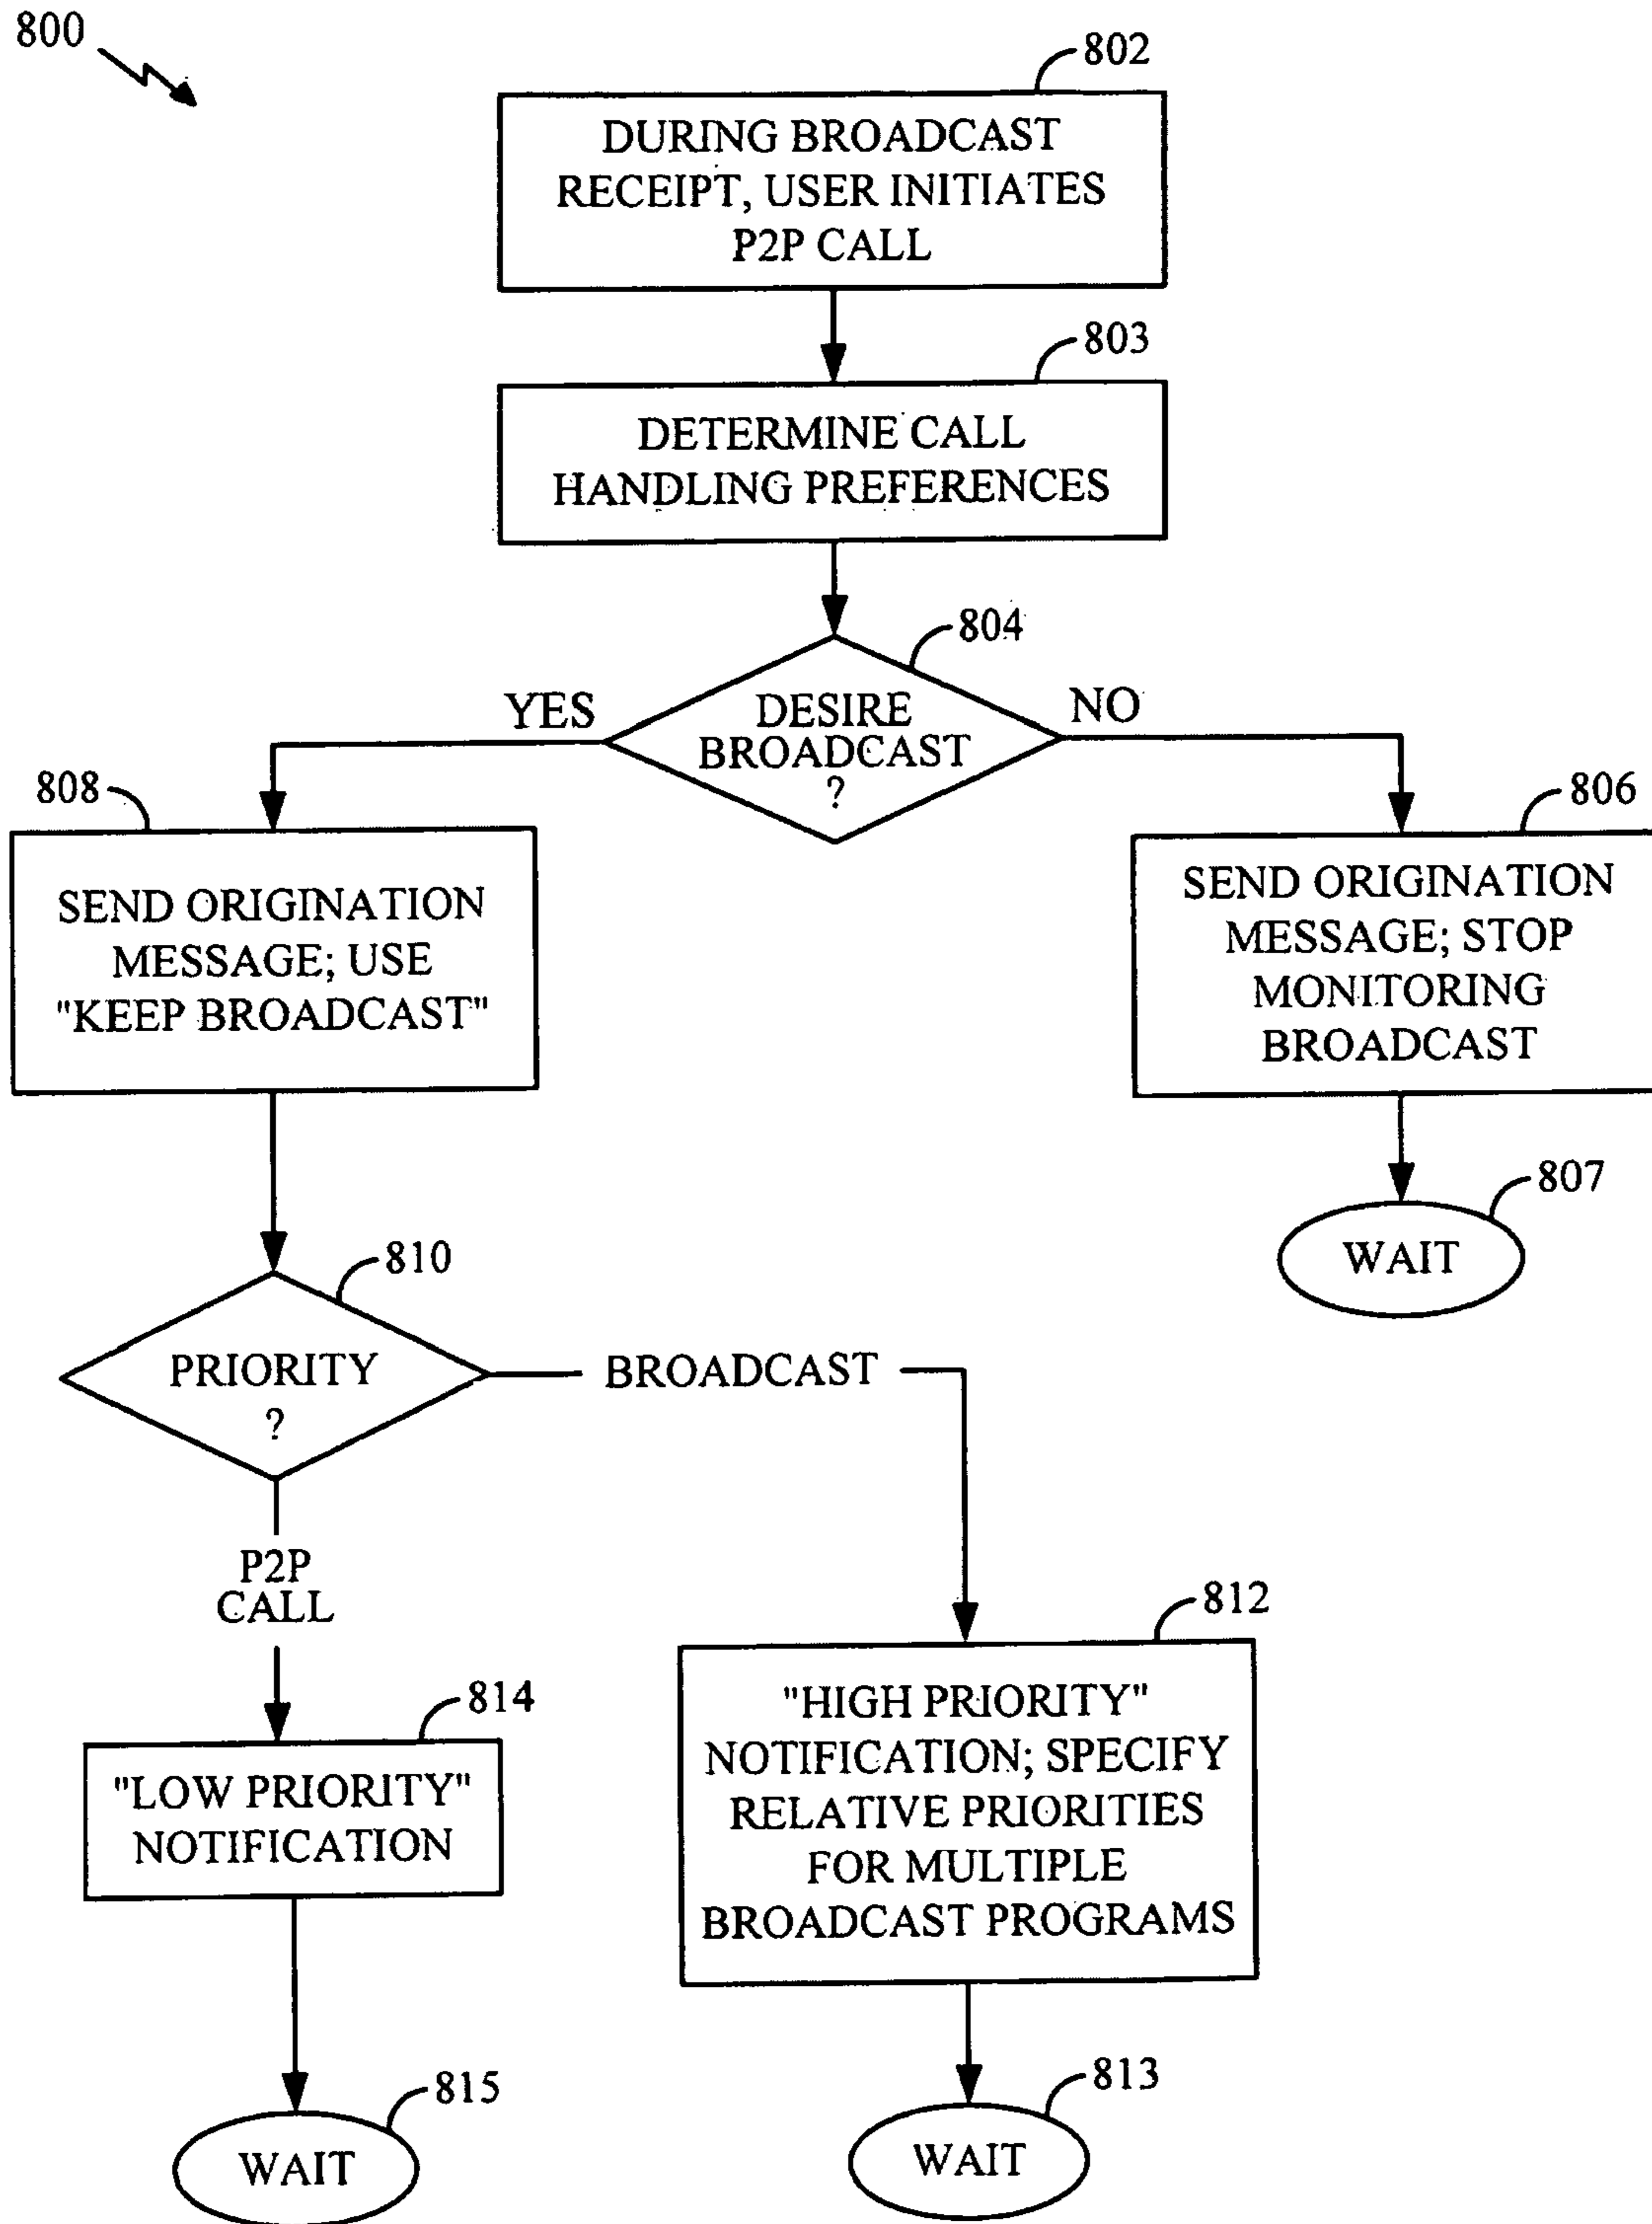 800
802
DURING BROADCAST
RECEIPT, USER INITIATES
P2P CALL
803
DETERMINE CALL
HANDLING PREFERENCES
804
DESIRE
BROADCAST
?
YES
NO
808
SEND ORIGINATION
MESSAGE; USE
"KEEP BROADCAST"
806
SEND ORIGINATION
MESSAGE; STOP
MONITORING
BROADCAST
807
WAIT
810
PRIORITY
?
BROADCAST
P2P
CALL
812
"HIGH PRIORITY"
NOTIFICATION; SPECIFY
RELATIVE PRIORITIES
FOR MULTIPLE
BROADCAST PROGRAMS
814
"LOW PRIORITY"
NOTIFICATION
815
WAIT
813
WAIT